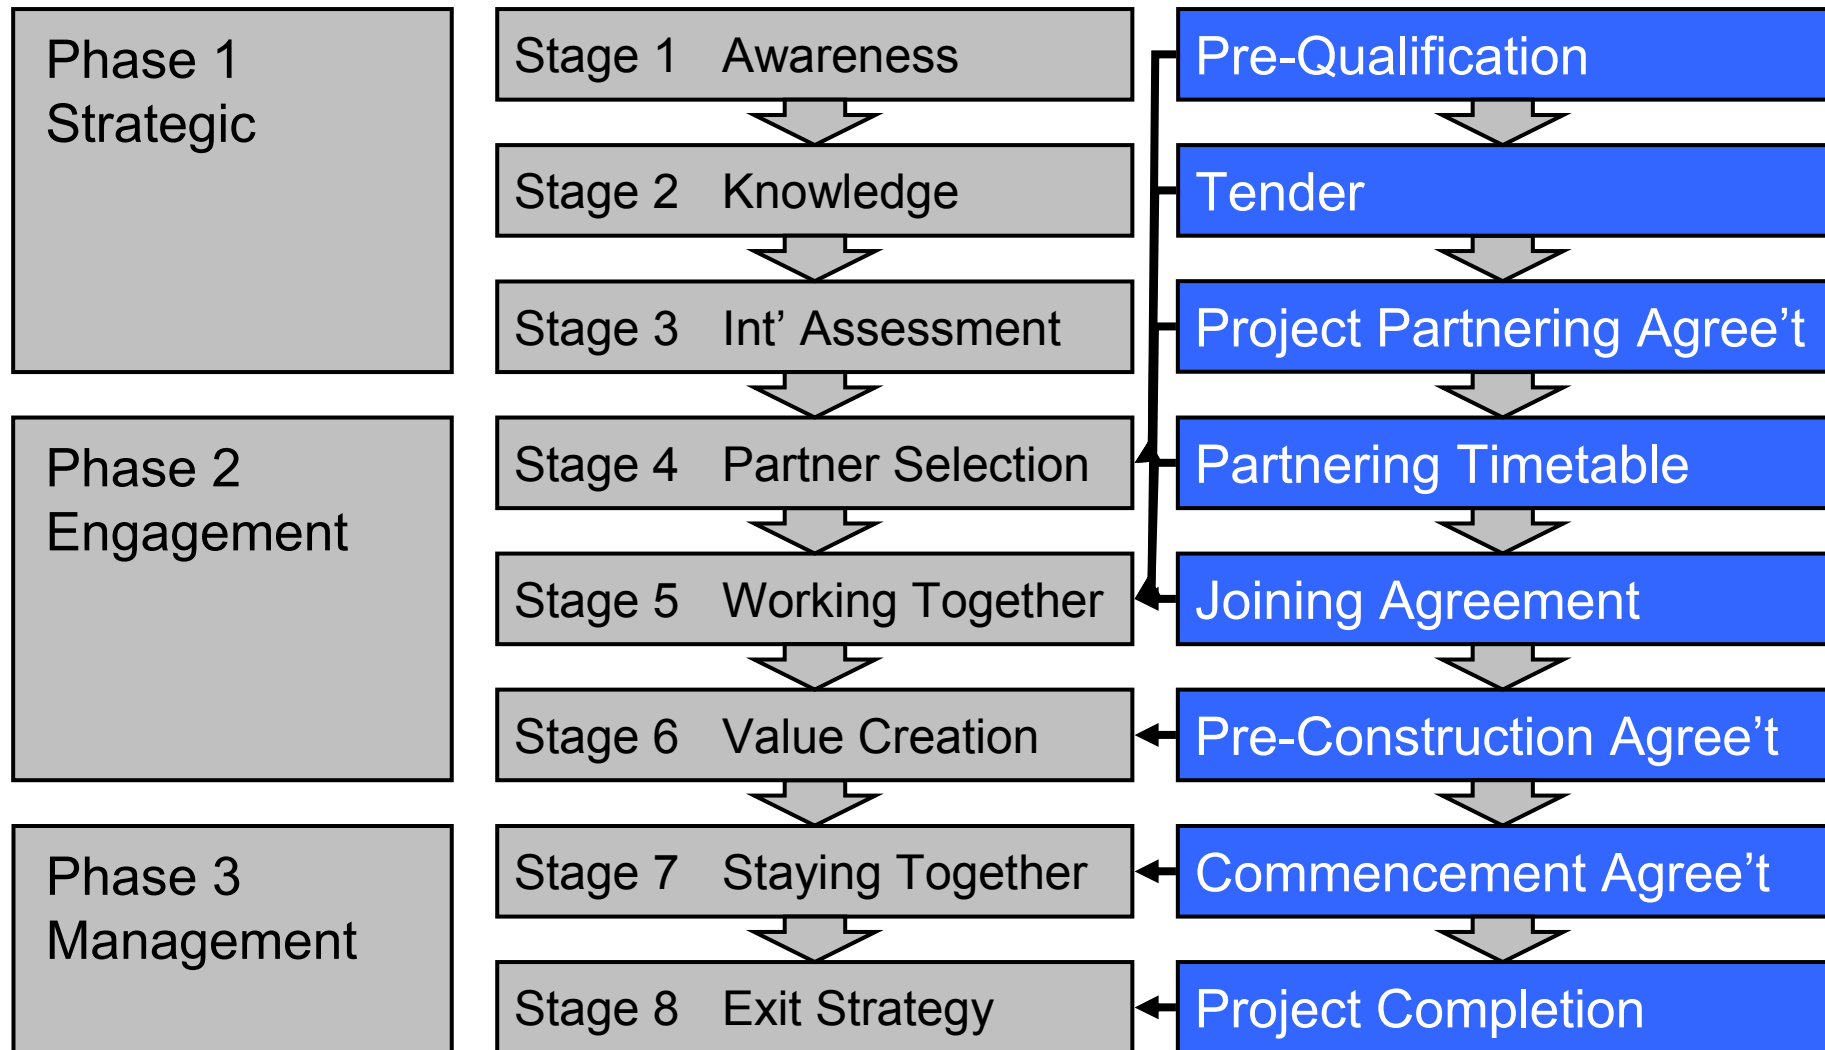 Phase 1
Strategic
Stage 1 Awareness
Pre-Qualification
Stage 2 Knowledge
Tender
Stage 3 Int’ Assessment
Project Partnering Agree’t
Phase 2
Engagement
Stage 4 Partner Selection
Partnering Timetable
Stage 5 Working Together
Joining Agreement
Stage 6 Value Creation
Pre-Construction Agree’t
Phase 3
Management
Stage 7 Staying Together
Commencement Agree’t
Stage 8 Exit Strategy
Project Completion